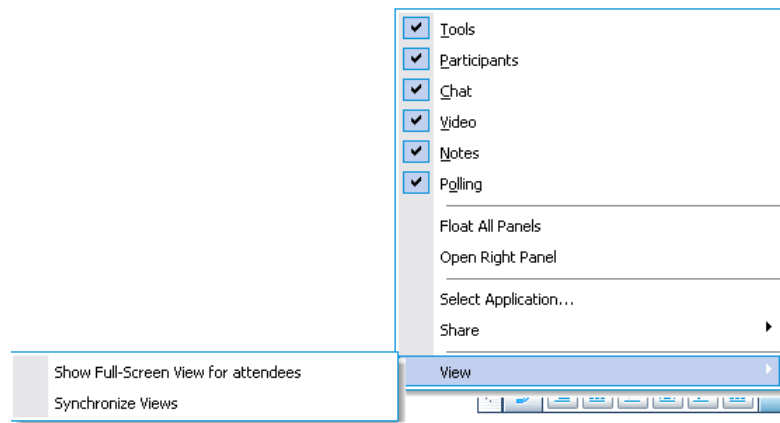 Tools
Participants
Chat
Video
Notes
Polling
Float All Panels
Open Right Panel
Select Application...
Share
View
Show Full-Screen View for attendees
Synchronize Views